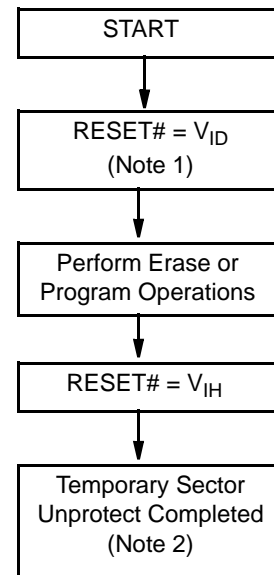 START
RESET# = VID
(Note 1)
Perform Erase or
Program Operations
RESET# = VIH
Temporary Sector
Unprotect Completed
(Note 2)